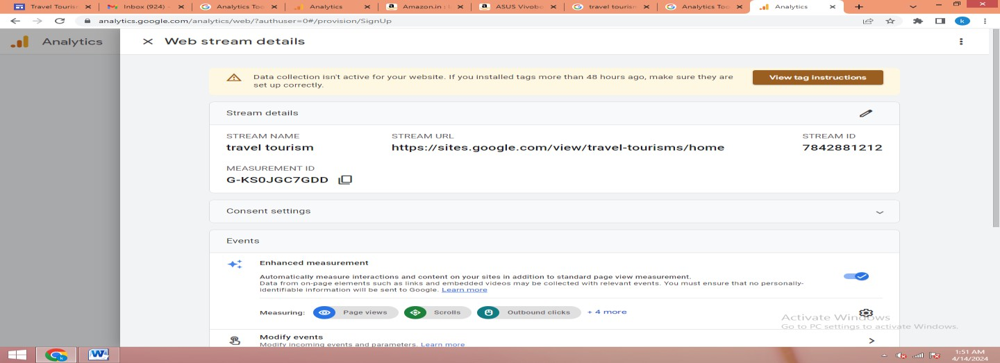 Travel Touris Inbox (924) - Analytics Too Analytics Amazon.in : ASUS Vivobo travel touris Analytics Too Analytics
analytics.google.com/analytics/web/?authuser=0#/provision/SignUp k
Analytics Web stream details
Data collection isn't active for your website. If you installed tags more than 48 hours ago, make sure they are
set up correctly.
View tag instructions
Stream details
STREAM NAME STREAM URL STREAM ID
travel tourism https://sites.google.com/view/travel-tourisms/home 7842881212
MEASUREMENT ID
G-KS0JGC7GDD
Consent settings
Events
Enhanced measurement
Automatically measure interactions and content on your sites in addition to standard page view measurement.
Data from on-page elements such as links and embedded videos may be collected with relevant events. You must ensure that no personally-
identifiable information will be sent to Google. Learn more
Measuring: Page views Scrolls Outbound clicks + 4 more
Activate Windows
Go to PC settings to activate Windows.
Modify events
Modify incoming events and parameters. Learn more
1:51 AM
4/14/2024